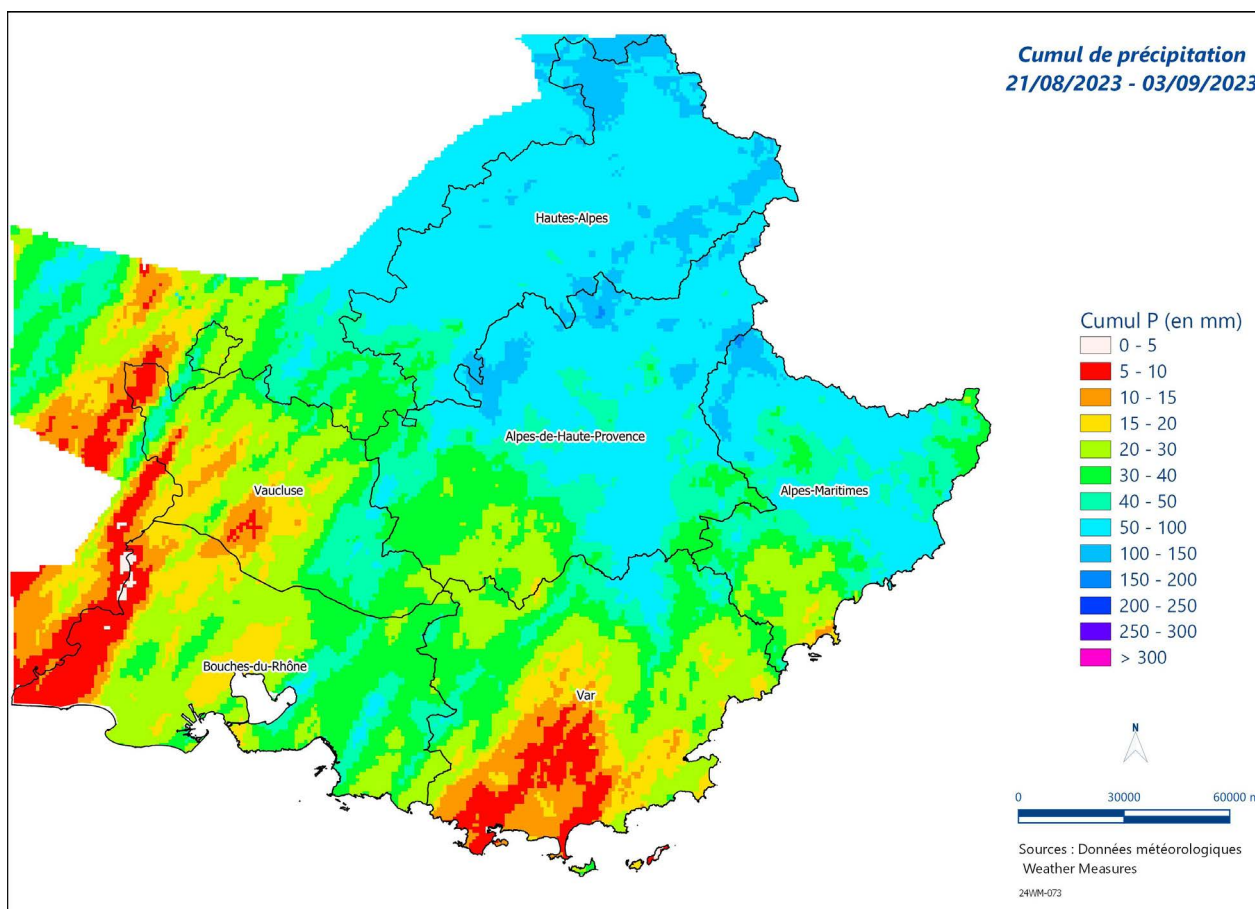 Cumul de précipitation
21/08/2023 - 03/09/2023
Hautes-Alpes
Alpes-de-Haute-Provence
Vaucluse
Alpes-Maritimes
Bouches-du-Rhône
Var
Cumul P (en mm)
0 - 5
5 - 10
10 - 15
15 - 20
20 - 30
30 - 40
40 - 50
50 - 100
100 - 150
150 - 200
200 - 250
250 - 300
> 300
N
0 30000 60000 m
Sources : Données météorologiques
Weather Measures
24WM-073